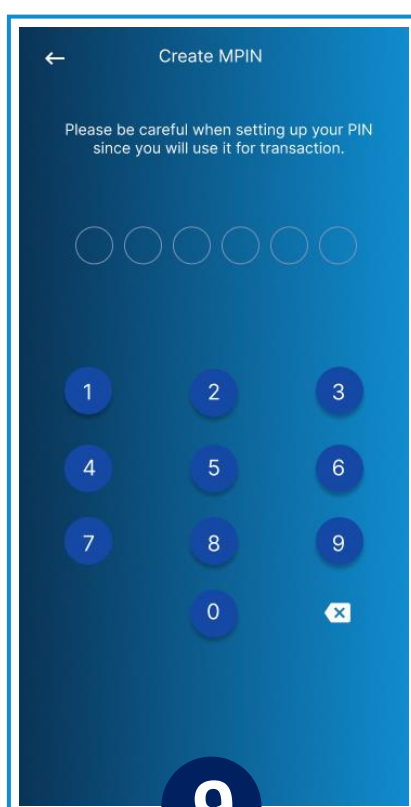 Create MPIN
Please be careful when setting up your PIN
since you will use it for transaction.
1 2 3
4 5 6
7 8 9
0
9